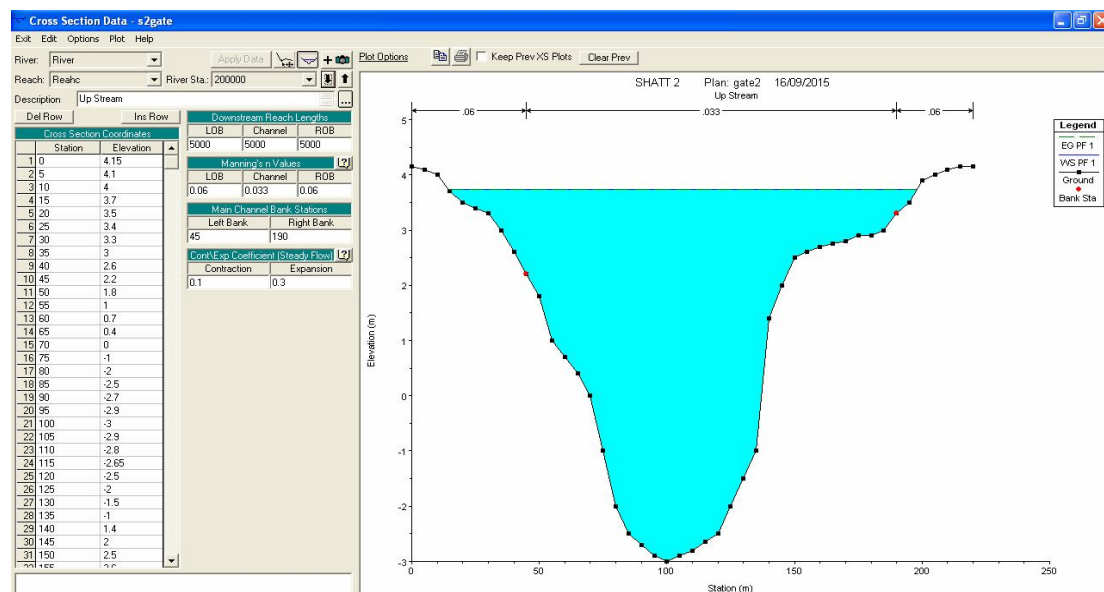 Cross Section Data - s2gate
Exit Edit Options Plot Help
River: River Apply Data
Reach: Reahc River Sta.: 200000
Description Up Stream ...
Del Row Ins Row
Cross Section Coordinates
Station Elevation
1 0 4.15
2 5 4.1
3 10 4
4 15 3.7
5 20 3.5
6 25 3.4
7 30 3.3
8 35 3
9 40 2.6
10 45 2.2
11 50 1.8
12 55 1
13 60 0.7
14 65 0.4
15 70 0
16 75 -1
17 80 -2
18 85 -2.5
19 90 -2.7
20 95 -2.9
21 100 -3
22 105 -2.9
23 110 -2.8
24 115 -2.65
25 120 -2.5
26 125 -2
27 130 -1.5
28 135 -1
29 140 1.4
30 145 2
31 150 2.5
Downstream Reach Lengths
LOB Channel ROB
5000 5000 5000
Manning's n Values ?
LOB Channel ROB
0.06 0.033 0.06
Main Channel Bank Stations
Left Bank Right Bank
45 190
Cont\Exp Coefficient (Steady Flow) ?
Contraction Expansion
0.1 0.3
Plot Options Keep Prev XS Plots Clear Prev
SHATT 2 Plan: gate2 16/09/2015
Up Stream
.06 .033 .06
Elevation (m)
5
4
3
2
1
0
-1
-2
-3
0 50 100 150 200 250
Station (m)
Legend
EG PF 1
WS PF 1
Ground
Bank Sta